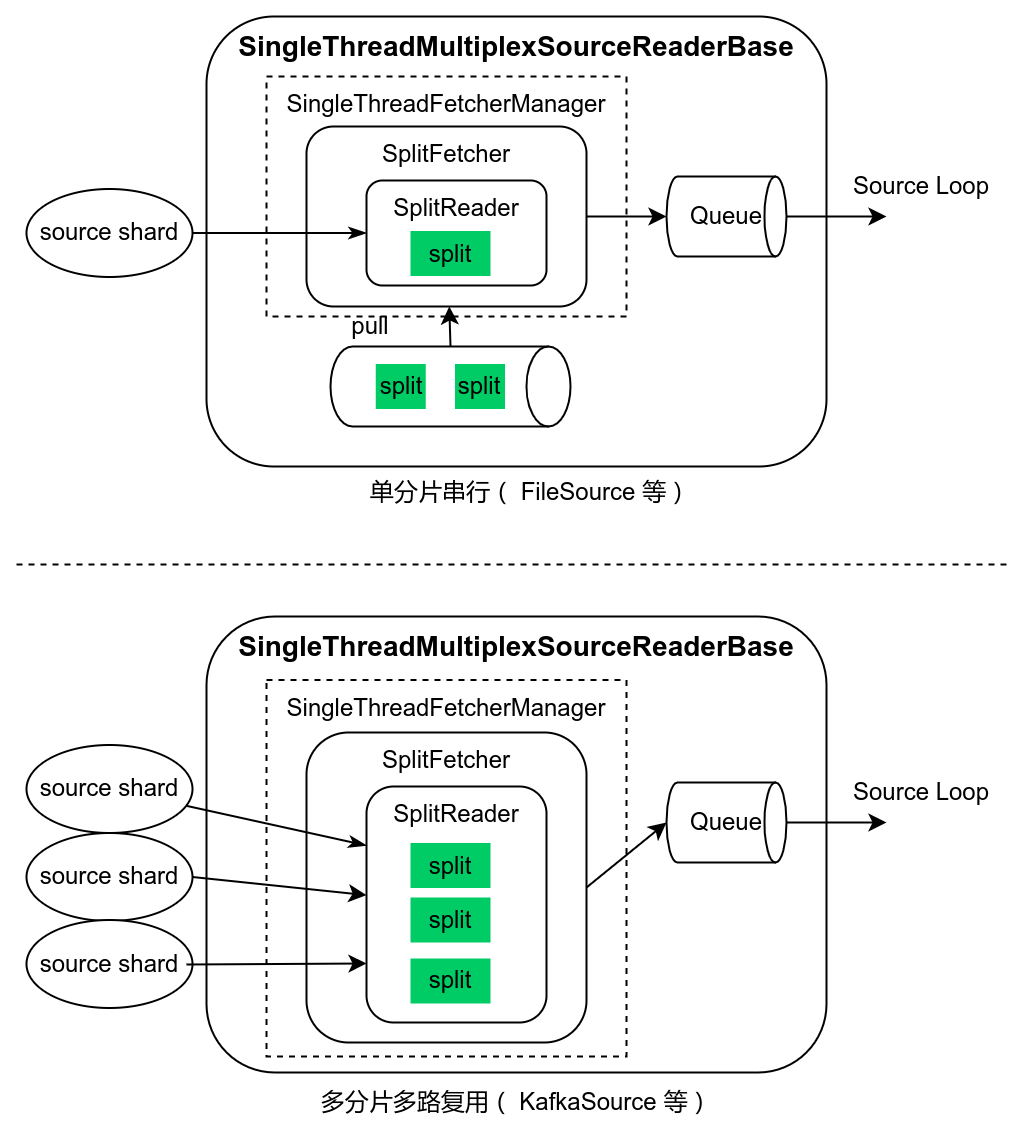 SingleThreadMultiplexSourceReaderBase
SingleThreadFetcherManager
SplitFetcher
SplitReader
split
source shard
Queue
Source Loop
pull
split
split
单分片串行（ FileSource 等 ）
SingleThreadMultiplexSourceReaderBase
SingleThreadFetcherManager
SplitFetcher
SplitReader
source shard
source shard
source shard
split
split
split
Queue
Source Loop
多分片多路复用（ KafkaSource 等 ）